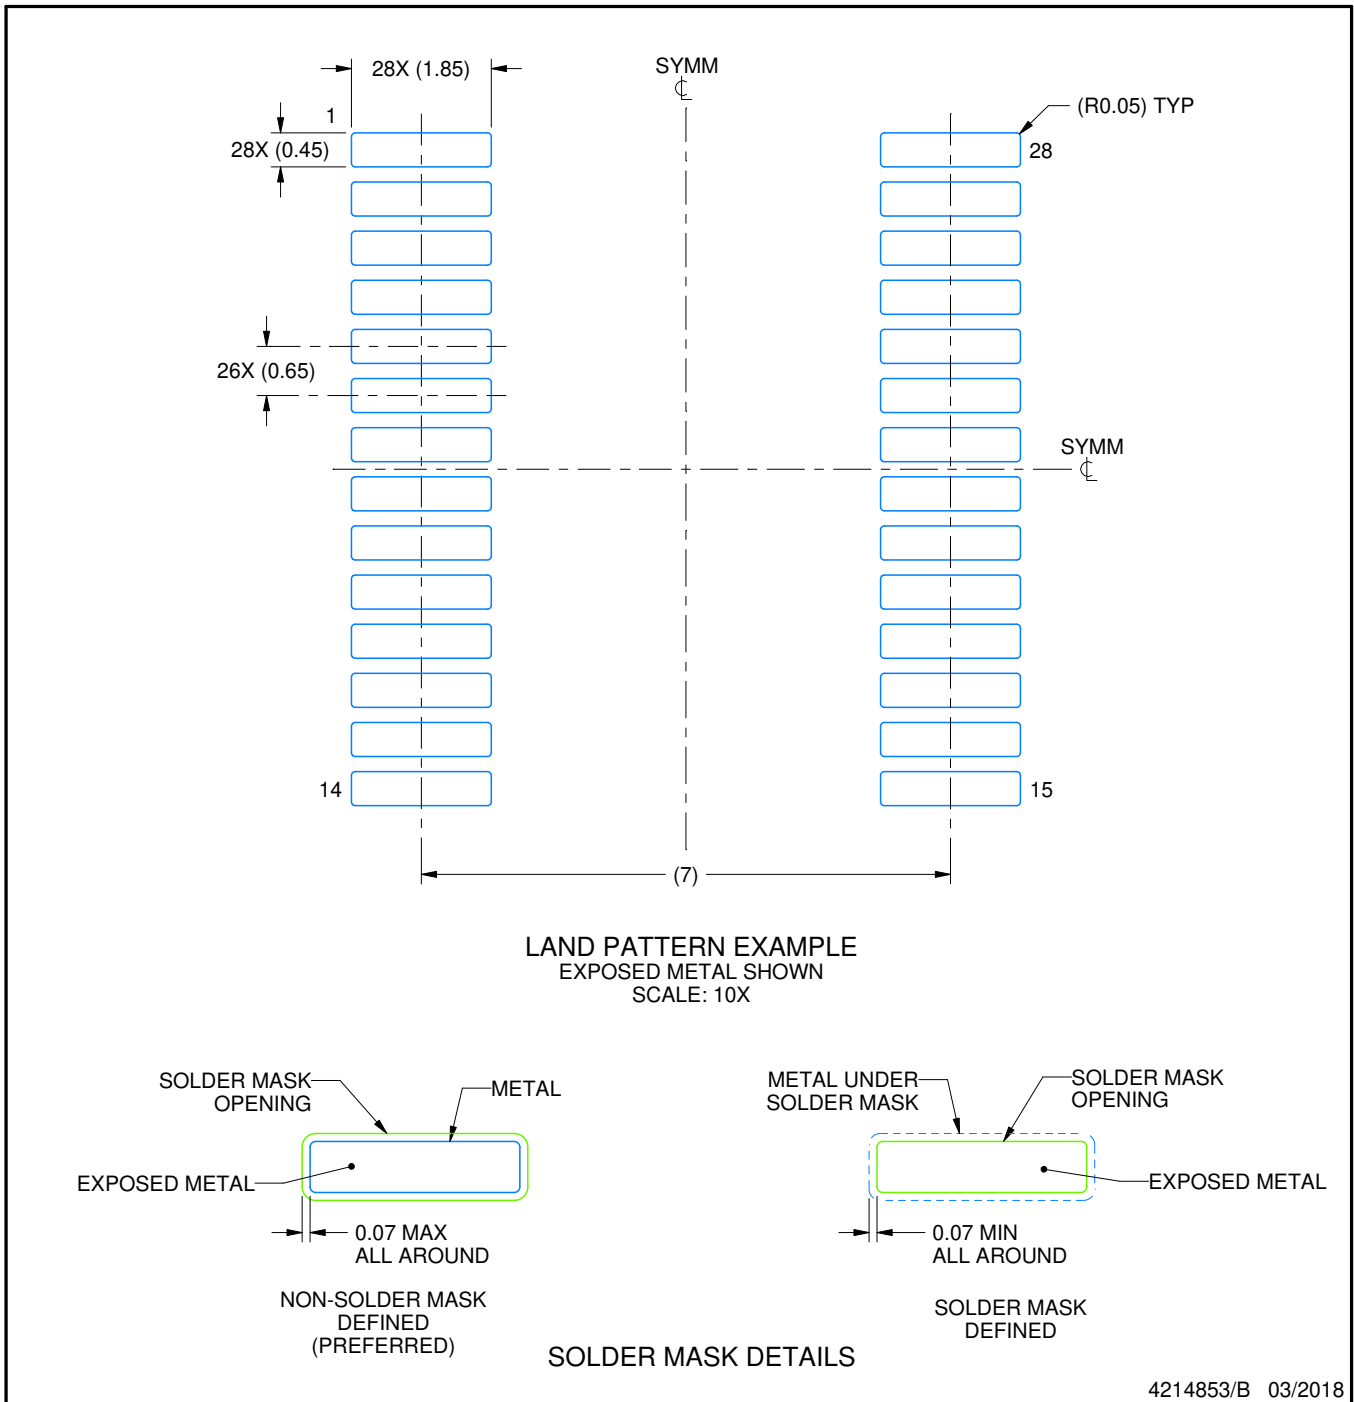 28X (1.85)
SYMM
℄
(R0.05) TYP
1
28X (0.45)
28
26X (0.65)
SYMM
℄
14
15
(7)
LAND PATTERN EXAMPLE
EXPOSED METAL SHOWN
SCALE: 10X
SOLDER MASK
OPENING
METAL
EXPOSED METAL
0.07 MAX
ALL AROUND
NON-SOLDER MASK
DEFINED
(PREFERRED)
METAL UNDER
SOLDER MASK
SOLDER MASK
OPENING
EXPOSED METAL
0.07 MIN
ALL AROUND
SOLDER MASK
DEFINED
SOLDER MASK DETAILS
4214853/B 03/2018